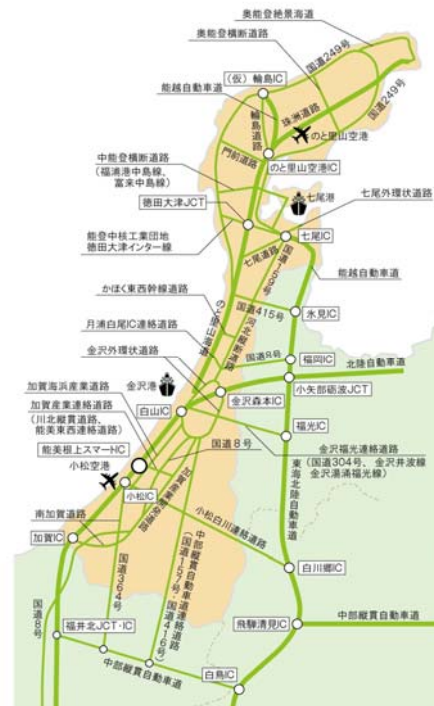 奥能登絶景海道
奥能登横断道路
国道249号
(仮)輪島IC
能越自動車道
珠洲道路
国道249号
輪島道路
のと里山空港
門前道路
のと里山空港IC
中能登横断道路
(福浦港中島線、
富来中島線)
七尾港
七尾外環状道路
徳田大津JCT
七尾IC
能登中核工業団地
徳田大津インター線
七尾道路
国道159号
能越自動車道
かほく東西幹線道路
のと里山海道
国道415号
氷見IC
月浦白尾IC連絡道路
河北縦断道路
国道8号
福岡IC
金沢外環状道路
北陸自動車道
加賀海浜産業道路
金沢港
小矢部砺波JCT
加賀産業連絡道路
(川北縦貫道路、
能美東西連絡道路)
白山IC
金沢森本IC
福光IC
国道8号
金沢福光連絡道路
(国道304号、金沢井波線
金沢湯涌福光線)
能美根上スマートIC
小松空港
小松IC
加賀産業開発道路
東海北陸自動車道
小松白川連絡道路
南加賀道路
加賀IC
国道364号
中部縦貫自動車道連絡道路
(国道157号・国道416号)
白川郷IC
国道8号
飛騨清見IC
中部縦貫自動車道
福井北JCT・IC
中部縦貫自動車道
白鳥IC